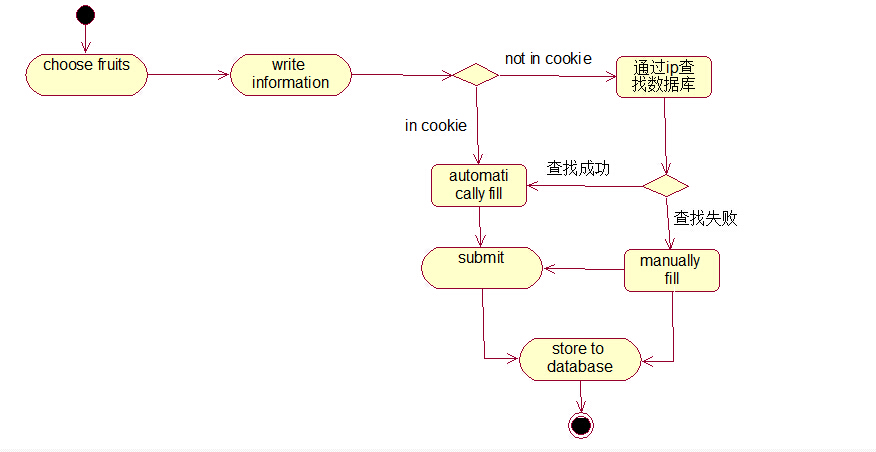 choose fruits
write
information
not in cookie
通过ip查
找数据库
in cookie
automati
cally fill
查找成功
查找失败
submit
manually
fill
store to
database